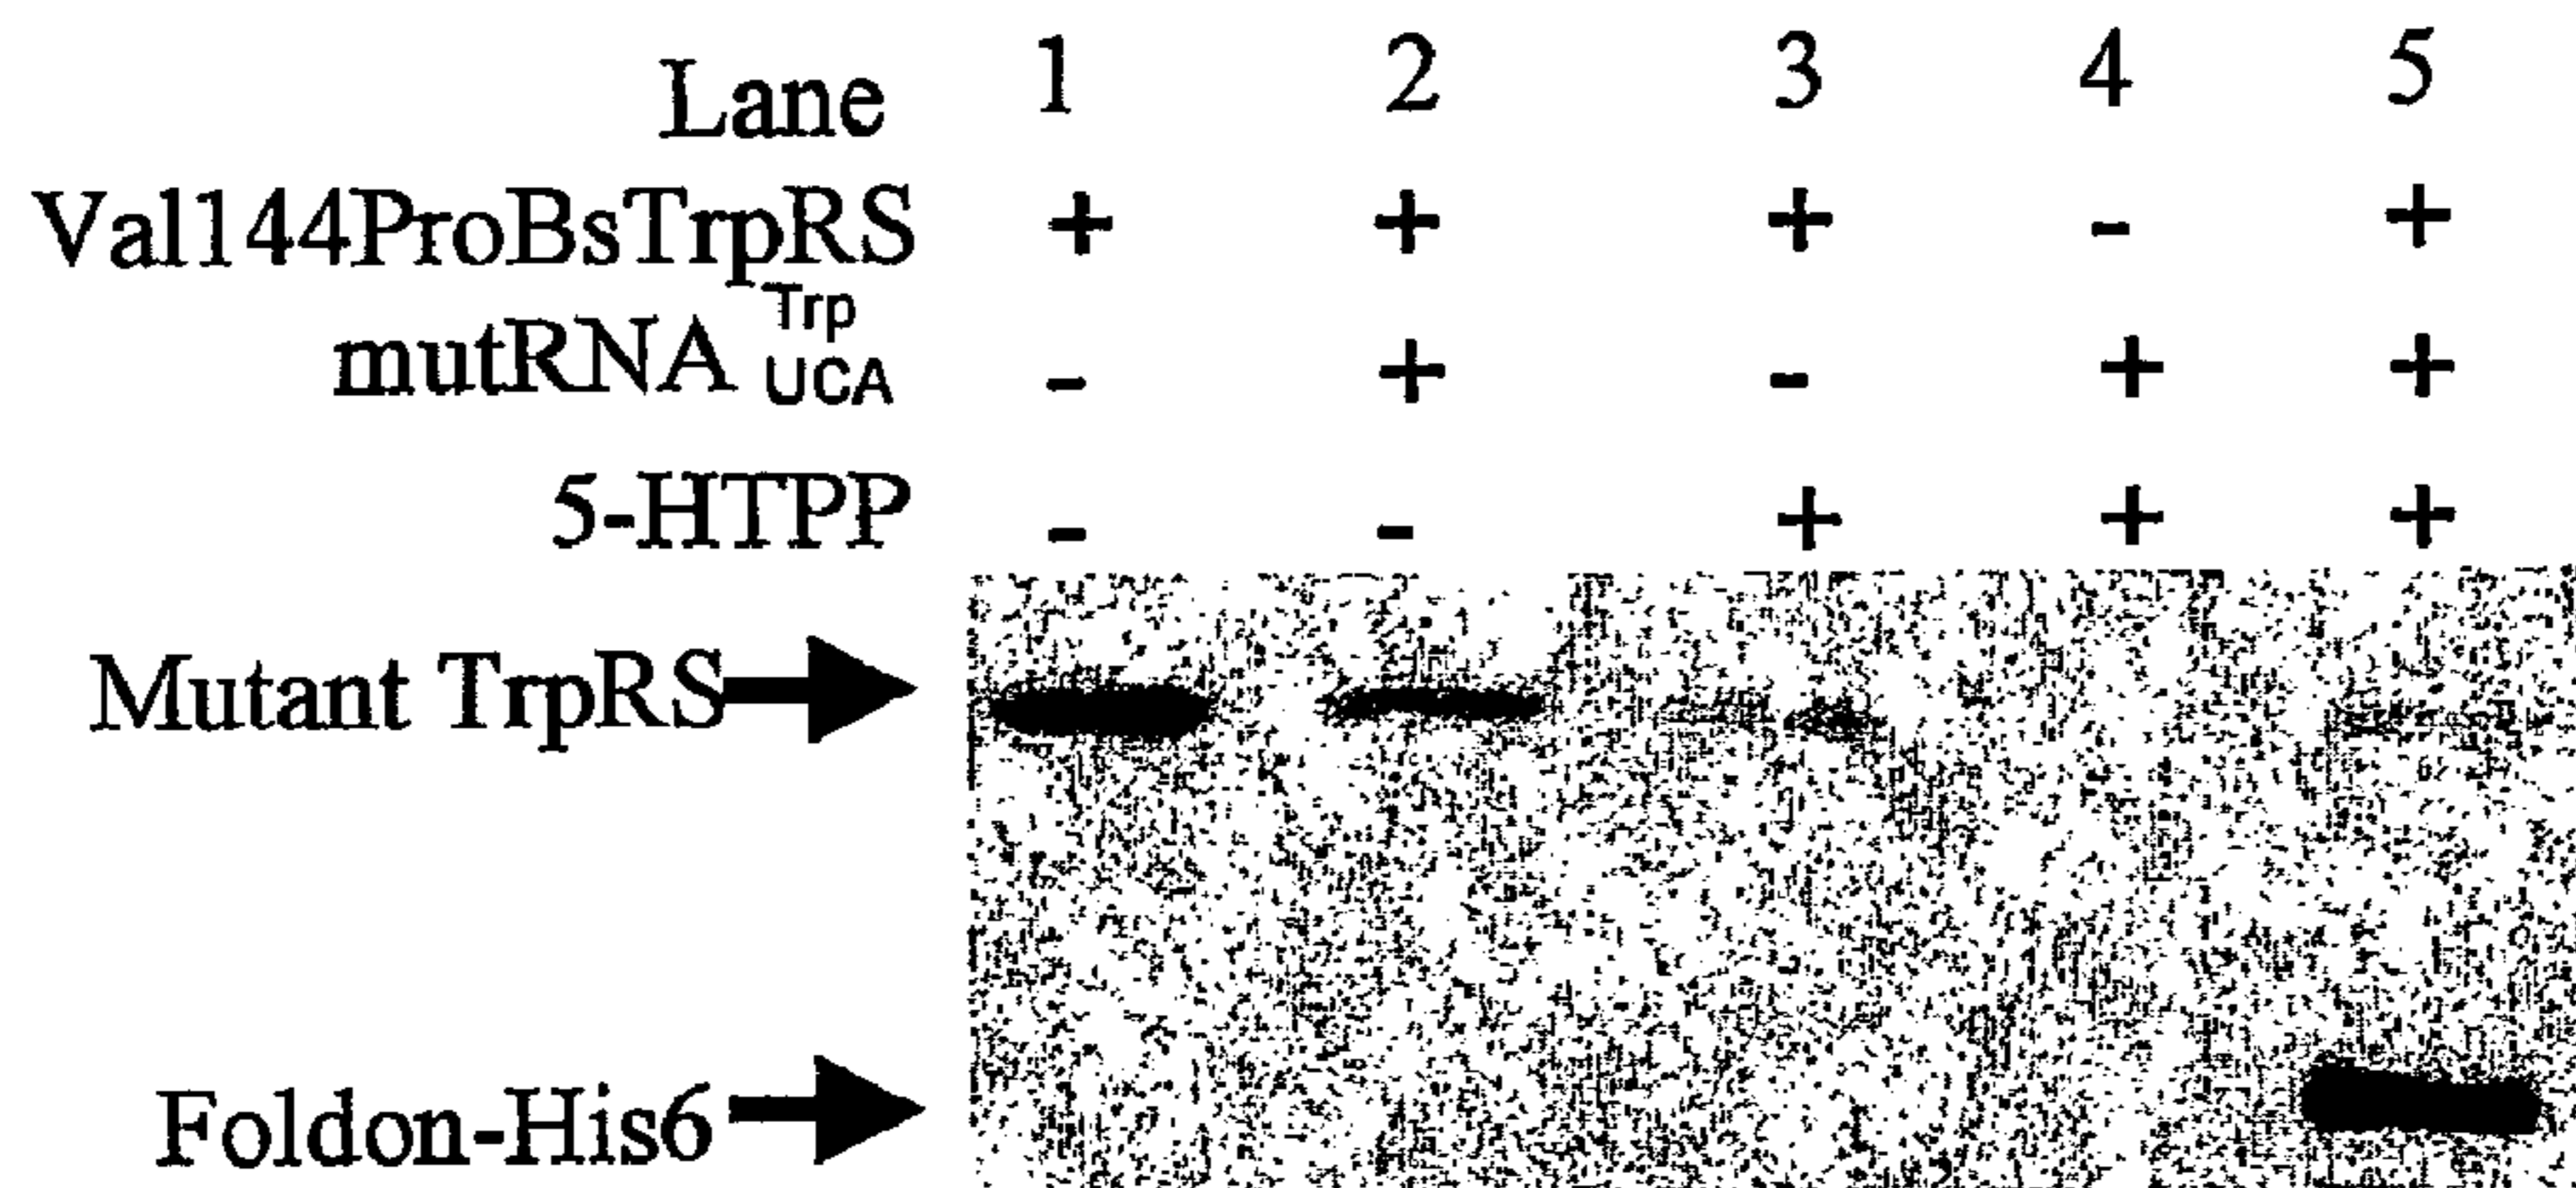 Lane 1 2 3 4 5
Val144ProBsTrpRS + + + - +
mutRNA Trp UCA - + - + +
5-HTPP - - + + +
Mutant TrpRS
Foldon-His6